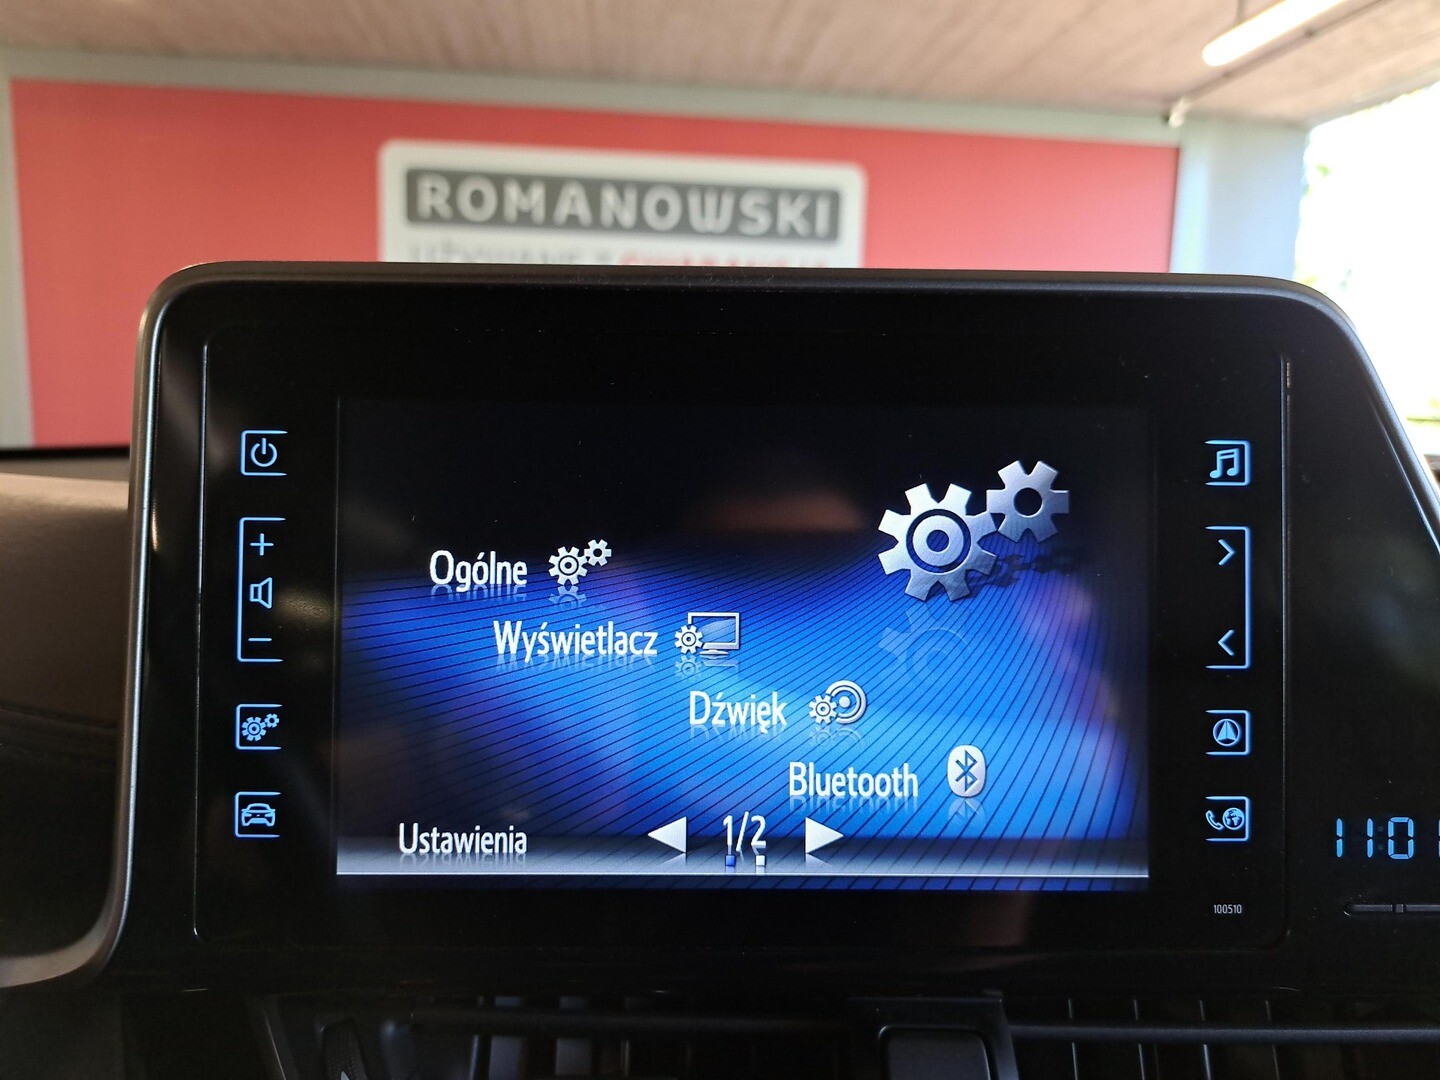 ROMANOWSKI
Ogólne
Wyświetlacz
Dźwięk
Bluetooth
Ustawienia
1/2
100510